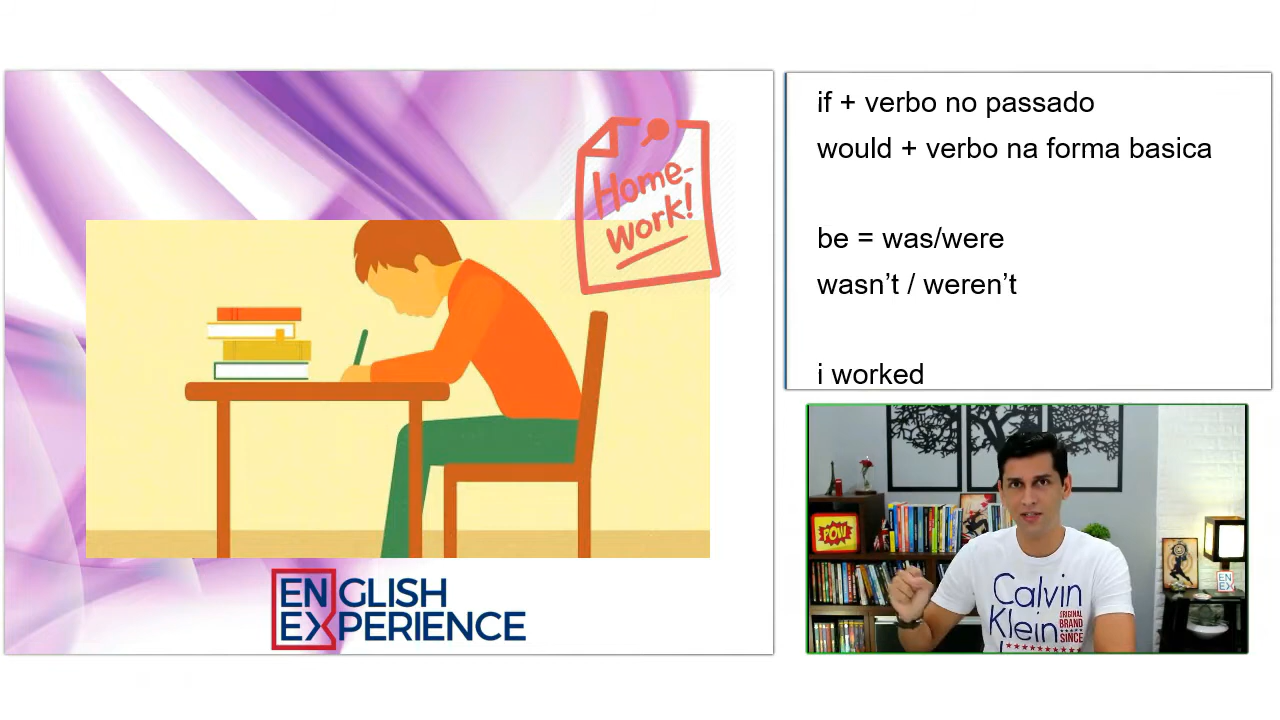 Home-
work!
ENGLISH
EXPERIENCE
if + verbo no passado
would + verbo na forma basica
be = was/were
wasn’t / weren’t
i worked
POW
Calvin
Klein
ORIGINAL
BRAND
SINCE
EN
EX